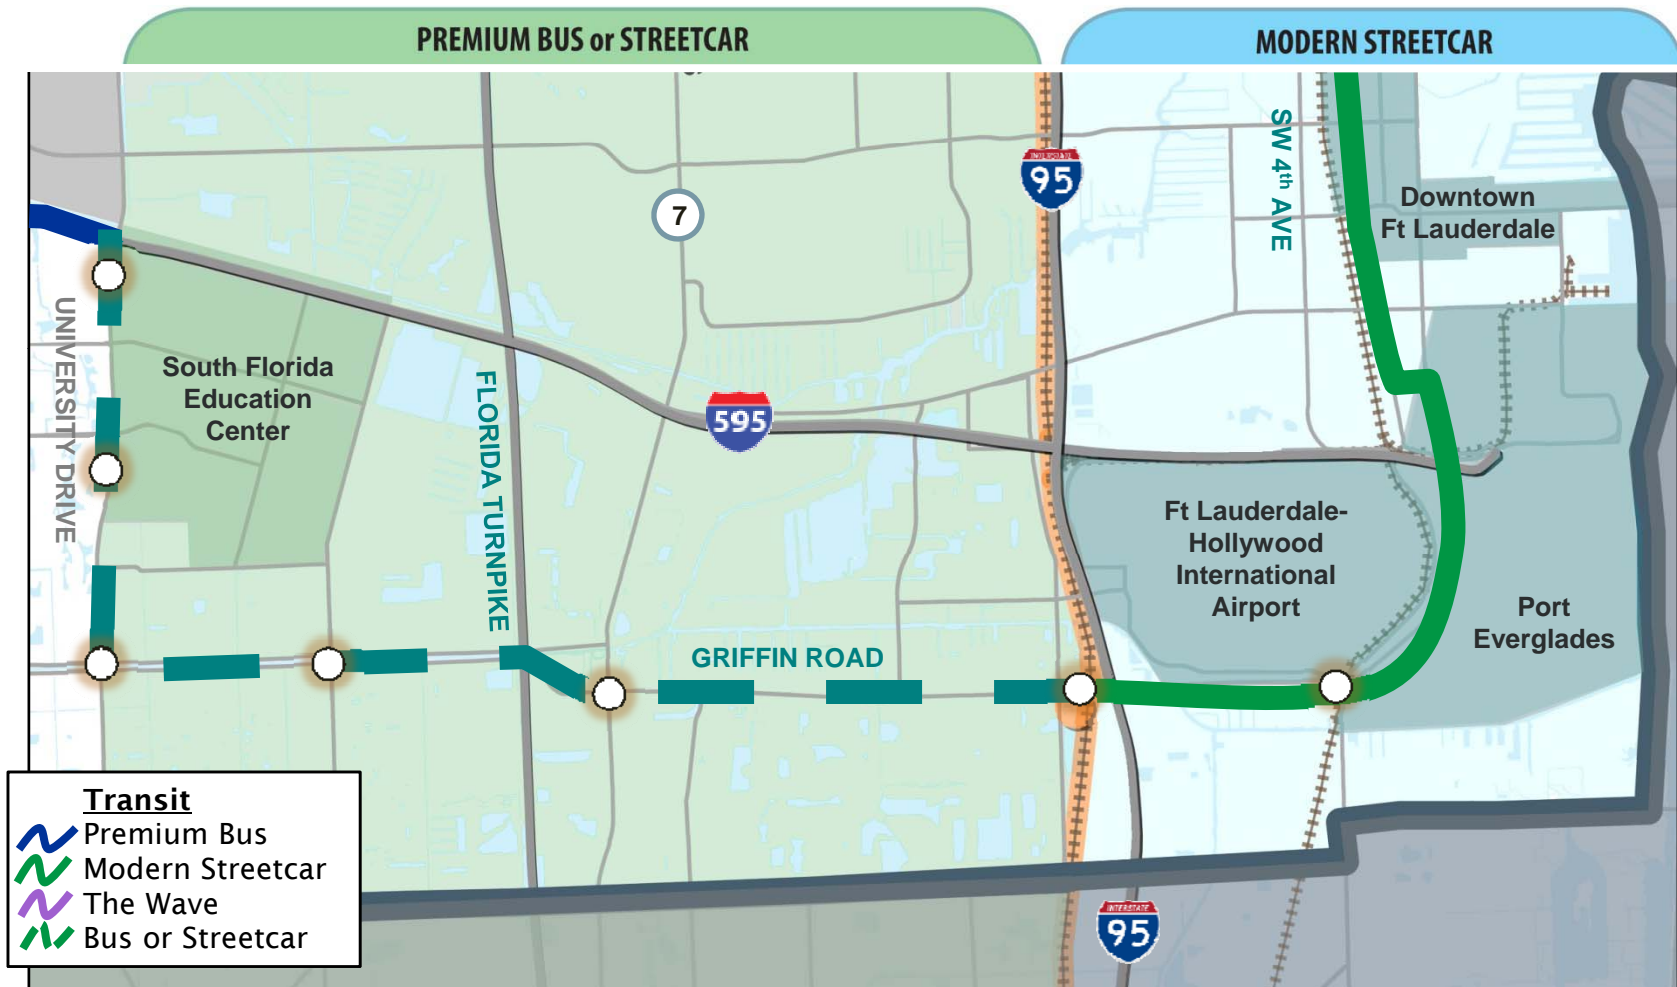 PREMIUM BUS or STREETCAR
MODERN STREETCAR
INTERSTATE
95
SW 4th AVE
Downtown
Ft Lauderdale
7
UNIVERSITY DRIVE
South Florida
Education
Center
FLORIDA TURNPIKE
595
Ft Lauderdale-
Hollywood
International
Airport
Port
Everglades
GRIFFIN ROAD
Transit
Premium Bus
Modern Streetcar
The Wave
Bus or Streetcar
INTERSTATE
95